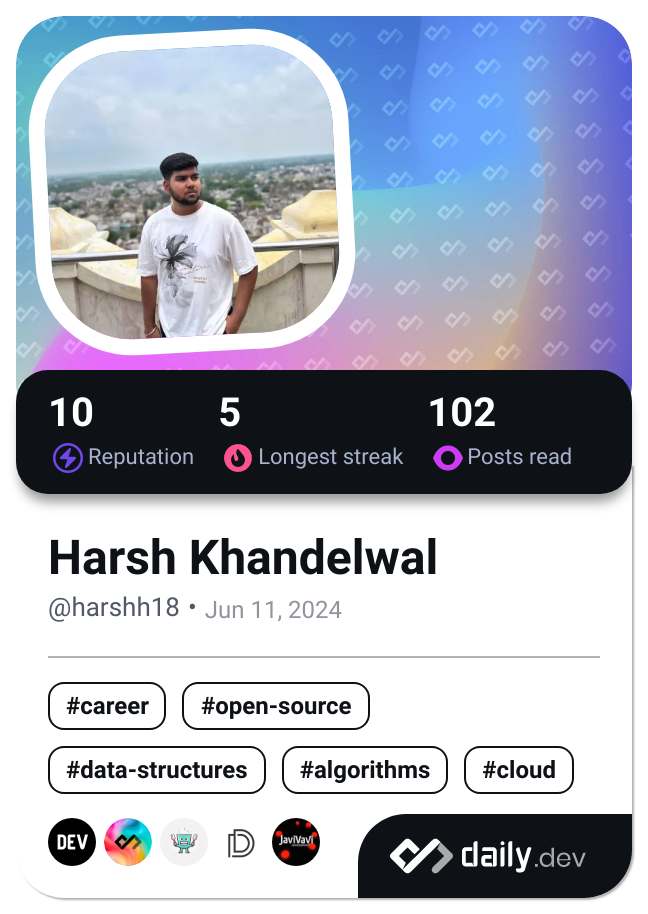 10 5 102
Reputation Longest streak Posts read
Harsh Khandelwal
@harshh18 • Jun 11, 2024
#career #open-source
#data-structures #algorithms #cloud
DEV JaviVavi daily.dev